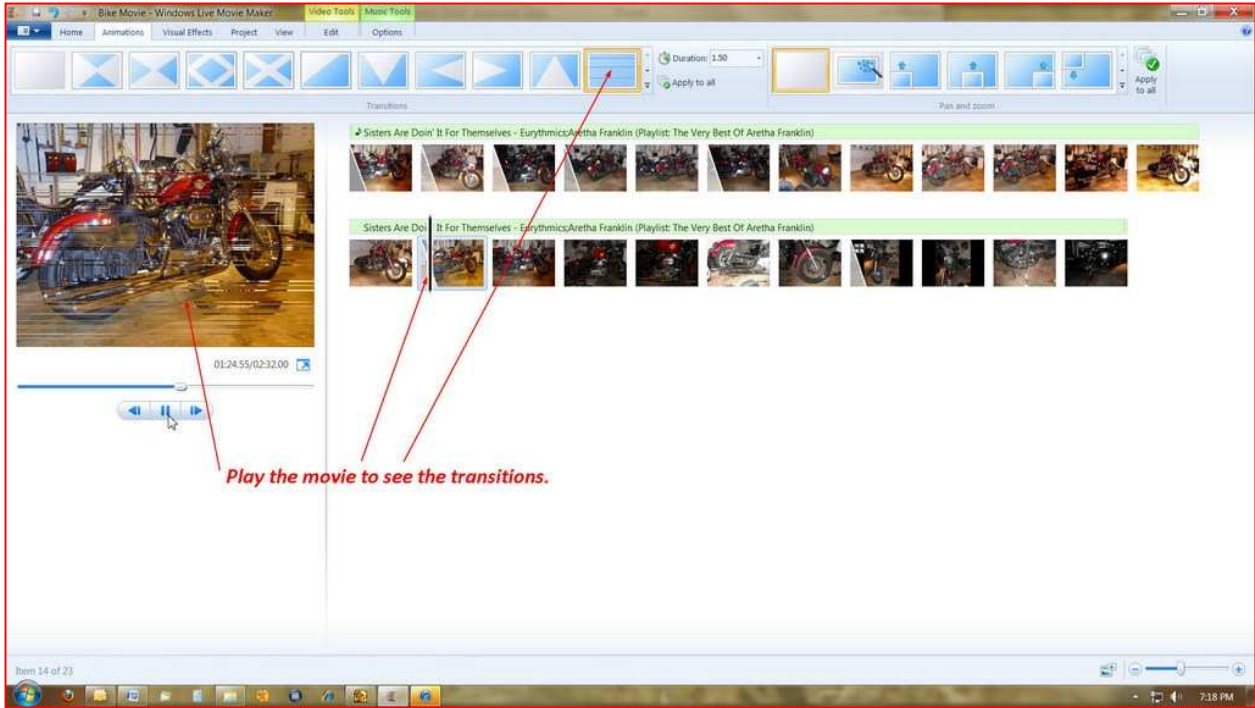 Bike Movie - Windows Live Movie Maker
Video Tools
Music Tools
Home
Animations
Visual Effects
Project
View
Edit
Options
Duration: 1.50
Apply to all
Apply to all
Transitions
Pan and zoom
Sisters Are Doin' It For Themselves - Eurythmics;Aretha Franklin (Playlist: The Very Best Of Aretha Franklin)
Sisters Are Doi It For Themselves - Eurythmics;Aretha Franklin (Playlist: The Very Best Of Aretha Franklin)
01:24.55/02:32.00
Play the movie to see the transitions.
Item 14 of 23
7:18 PM